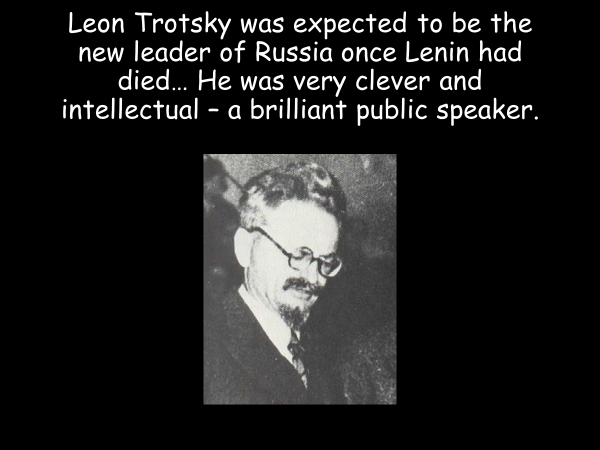 Leon Trotsky was expected to be the
new leader of Russia once Lenin had
died… He was very clever and
intellectual – a brilliant public speaker.